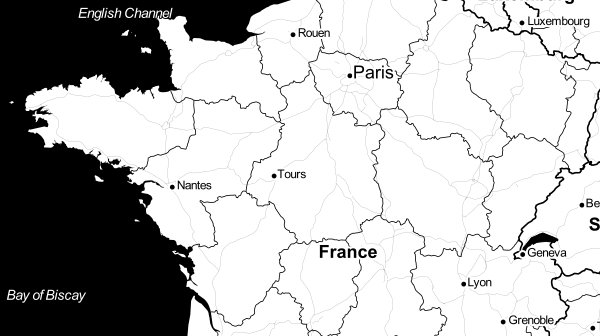 English Channel
Luxembourg
Rouen
Paris
Tours
Nantes
Be
S
France
Geneva
Bay of Biscay
Lyon
Grenoble